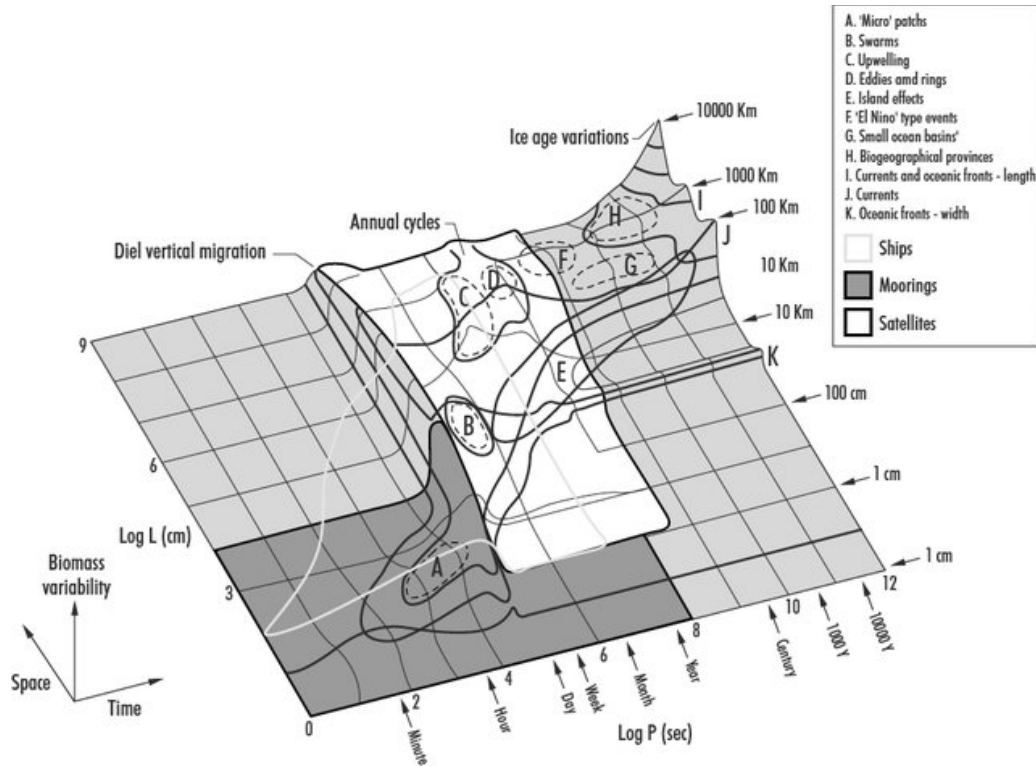 A. 'Micro' patchs
B. Swarms
C. Upwelling
D. Eddies amd rings
E. Island effects
F. 'El Nino' type events
G. Small ocean basins'
H. Biogeographical provinces
I. Currents and oceanic fronts - length
J. Currents
K. Oceanic fronts - width
Ships
Moorings
Satellites
10000 Km
Ice age variations
1000 Km
I
100 Km
H
J
Annual cycles
Diel vertical migration
F
G
10 Km
D
C
10 Km
9
E
K
100 cm
B
6
1 cm
Log L (cm)
A
1 cm
Biomass
variability
3
12
10
8
10000 Y
1000 Y
Century
6
Year
Space
Time
4
Month
Week
Day
2
Hour
0
Minute
Log P (sec)